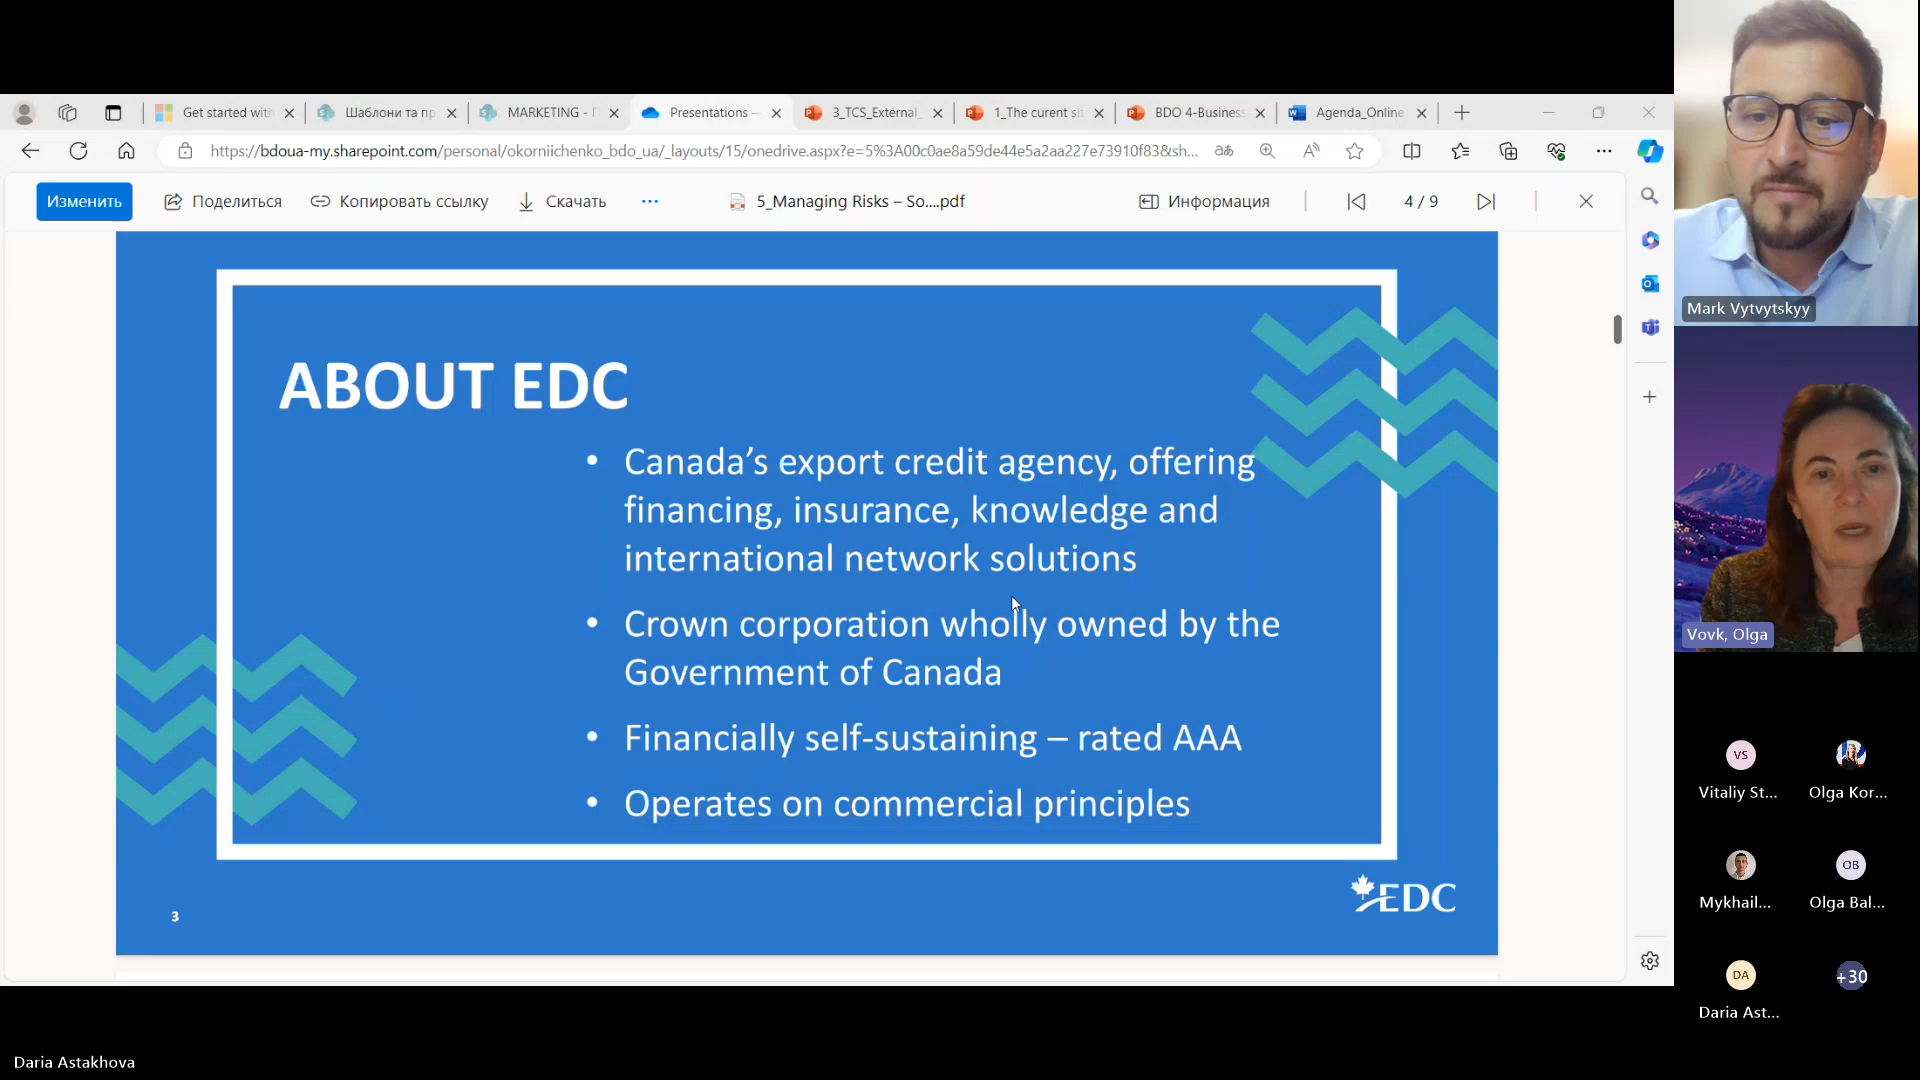 Get started with
Шаблони та пр
MARKETING - П
Presentations —
3_TCS_External_
1_The curent sit
BDO 4-Business
Agenda_Online
https://bdoua-my.sharepoint.com/personal/okorniichenko_bdo_ua/_layouts/15/onedrive.aspx?e=5%3A00c0ae8a59de44e5a2aa227e73910f83&sh...
Изменить
Поделиться
Копировать ссылку
Скачать
5_Managing Risks – So....pdf
Информация
4 / 9
ABOUT EDC
• Canada’s export credit agency, offering
financing, insurance, knowledge and
international network solutions
• Crown corporation wholly owned by the
Government of Canada
• Financially self-sustaining – rated AAA
• Operates on commercial principles
3
EDC
Mark Vytvytskyy
Vovk, Olga
VS
Vitaliy St...
Olga Kor...
Mykhail...
OB
Olga Bal...
DA
Daria Ast...
+30
Daria Astakhova